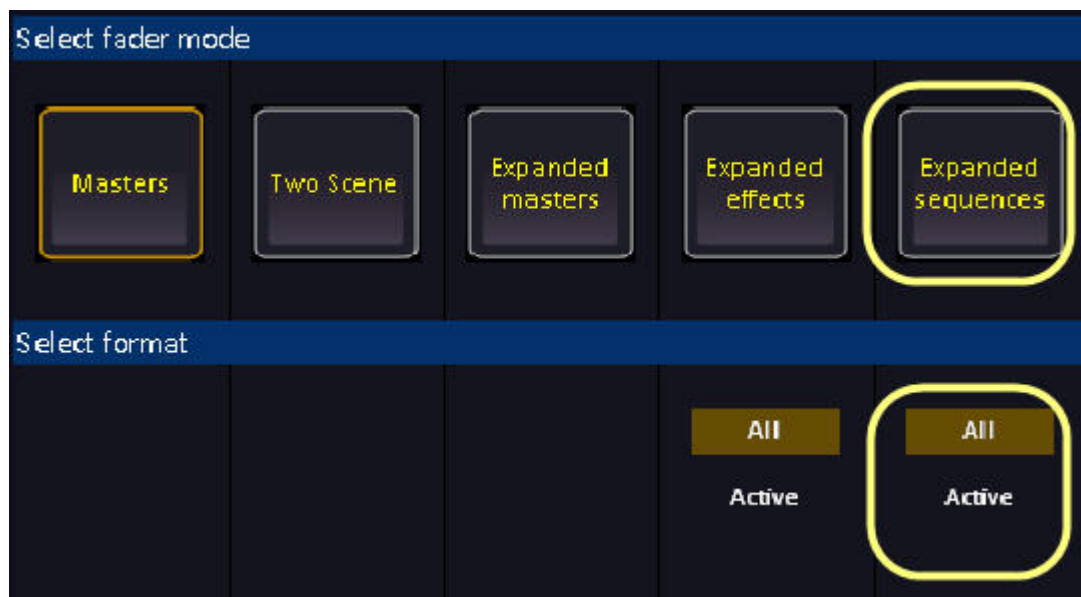 Select fader mode
Masters
Two Scene
Expanded
masters
Expanded
effects
Expanded
sequences
Select format
All
Active
All
Active